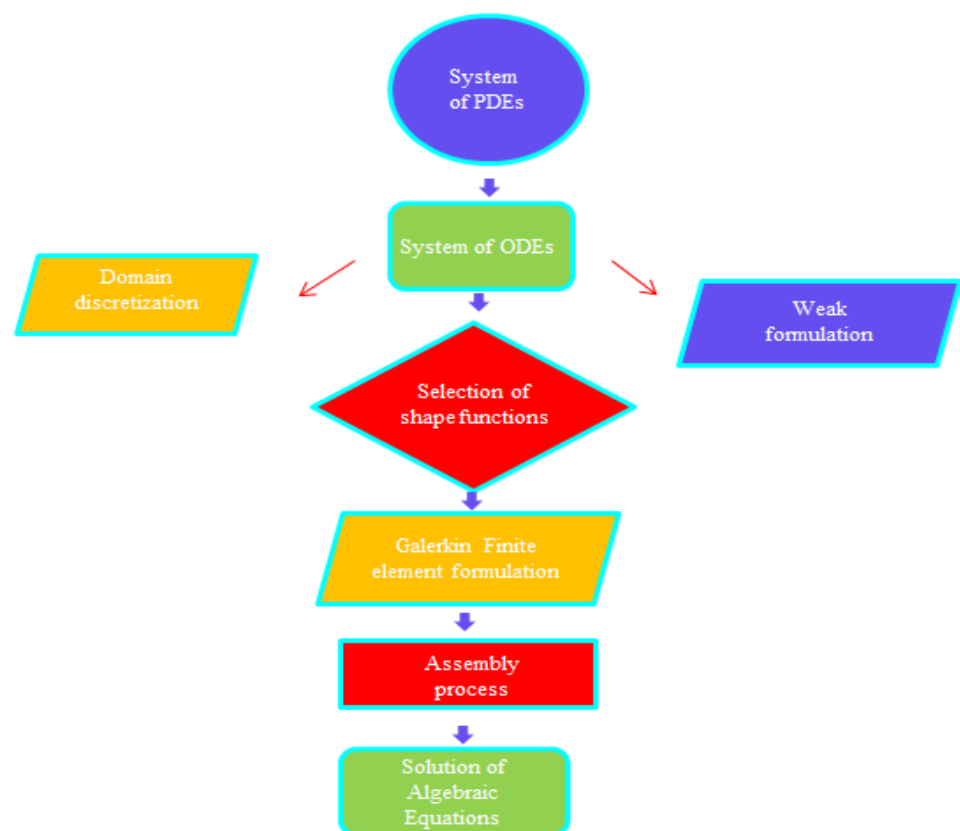 System
of PDEs
System of ODEs
Domain
discretization
Weak
formulation
Selection of
shape functions
Galerkin Finite
element formulation
Assembly
process
Solution of
Algebraic
Equations